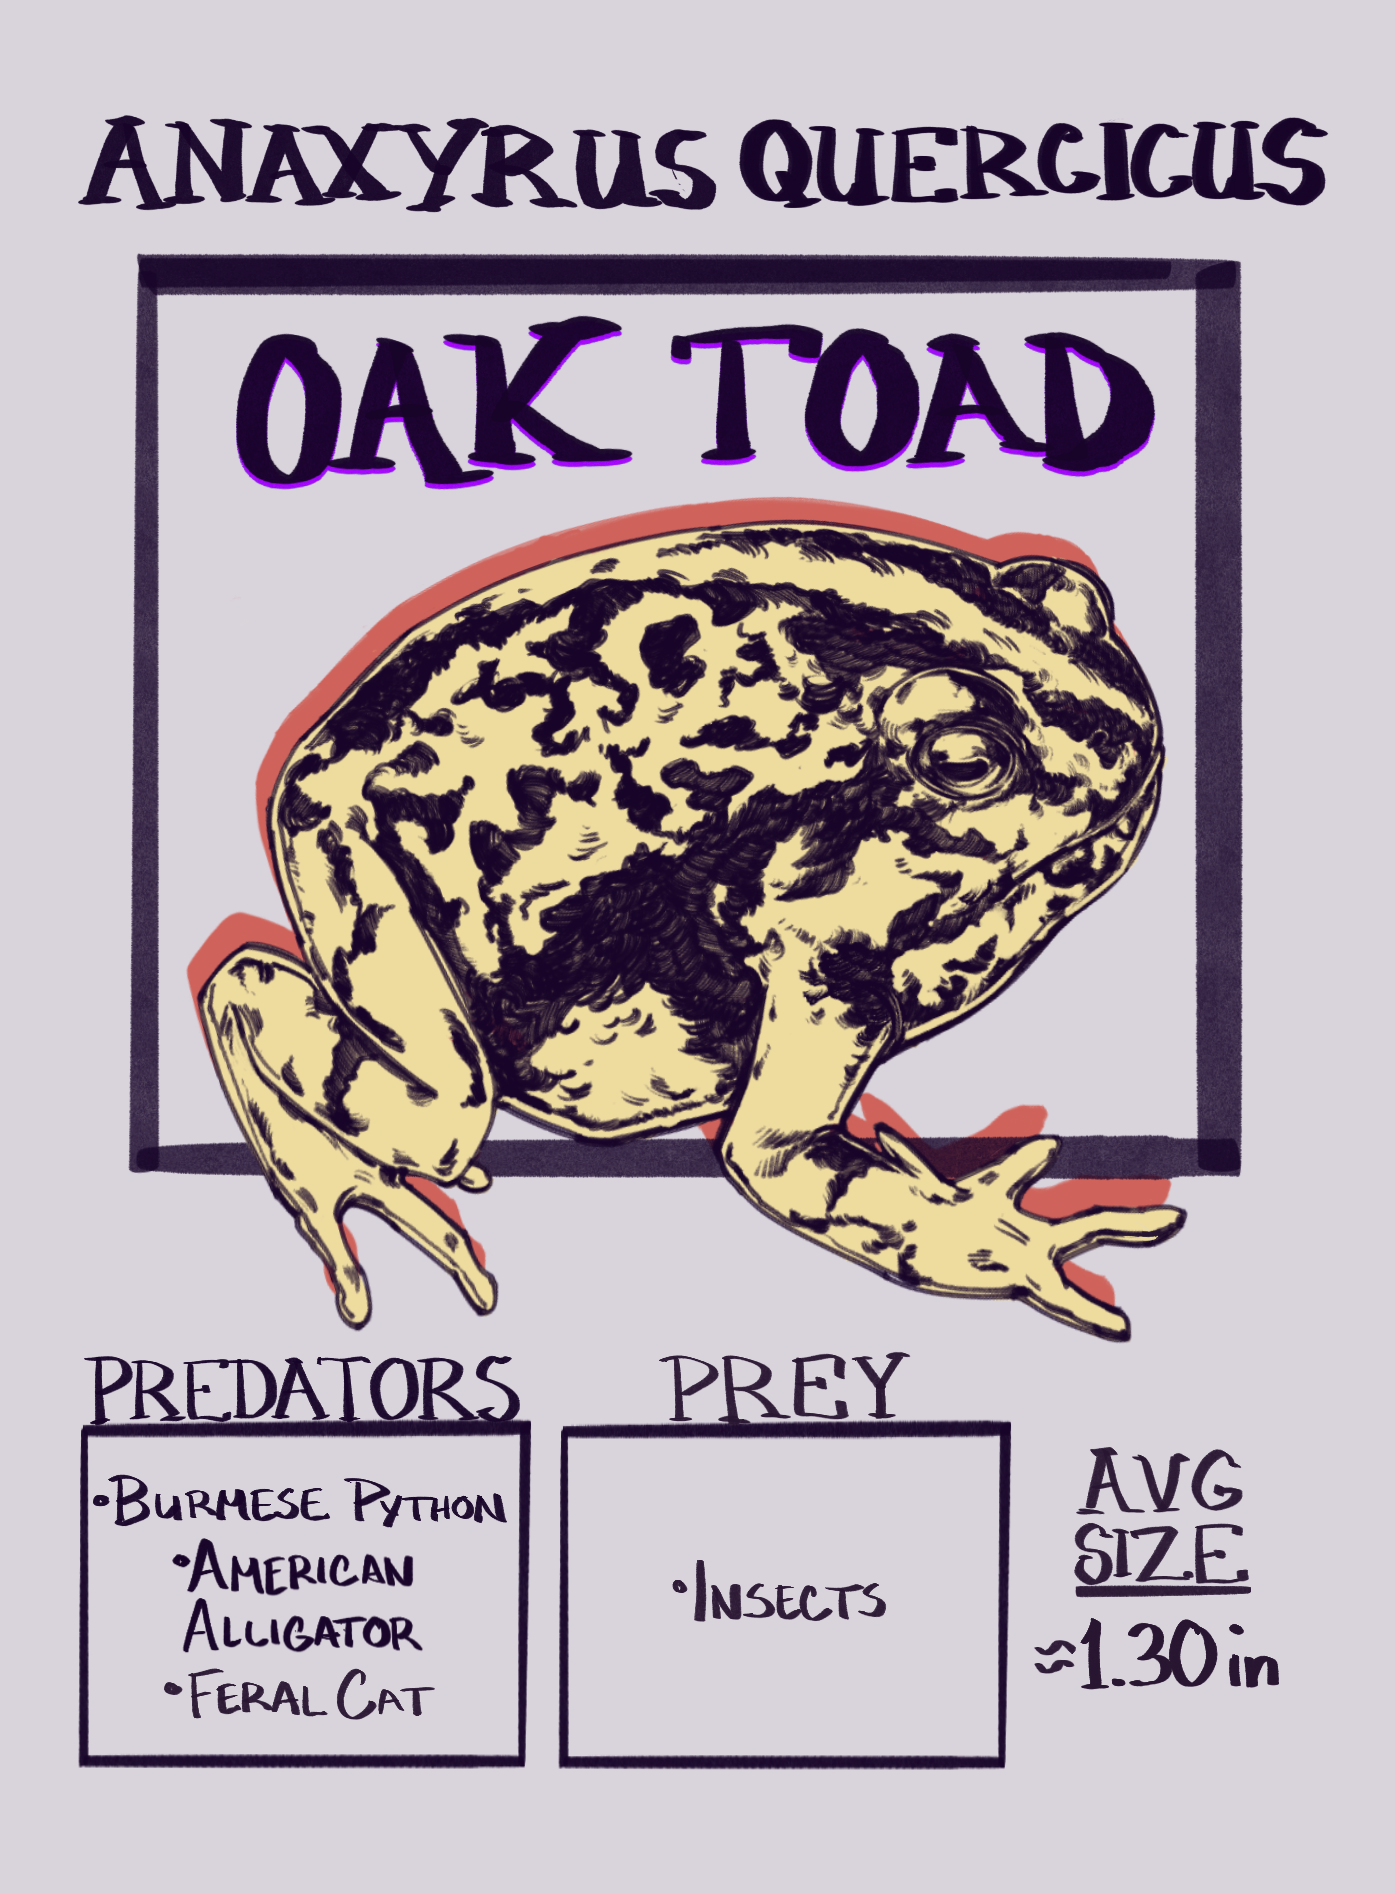 ANAXYRUS QUERCICUS
OAK TOAD
PREDATORS
•BURMESE PYTHON
•AMERICAN
ALLIGATOR
•FERAL CAT
PREY
•INSECTS
AVG
SIZE
≈1.30 in